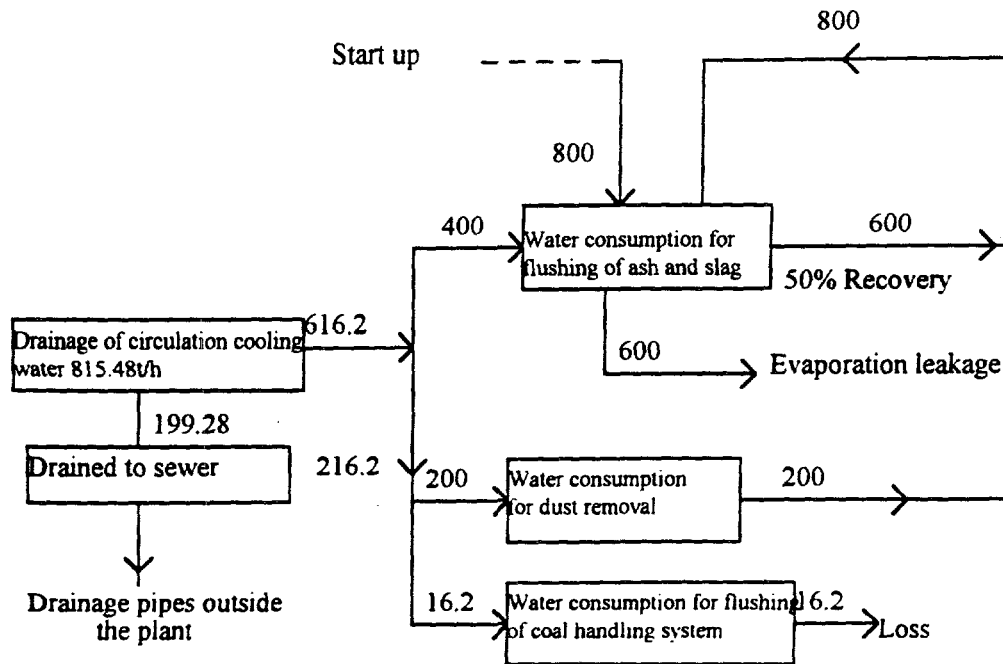 800
Start up
800
400
Water consumption for
flushing of ash and slag
600
50% Recovery
616.2
Drainage of circulation cooling
water 815.48t/h
600
Evaporation leakage
199.28
Drained to sewer
216.2
200
Water consumption
for dust removal
200
Drainage pipes outside
the plant
16.2
Water consumption for flushing
of coal handling system
16.2
Loss